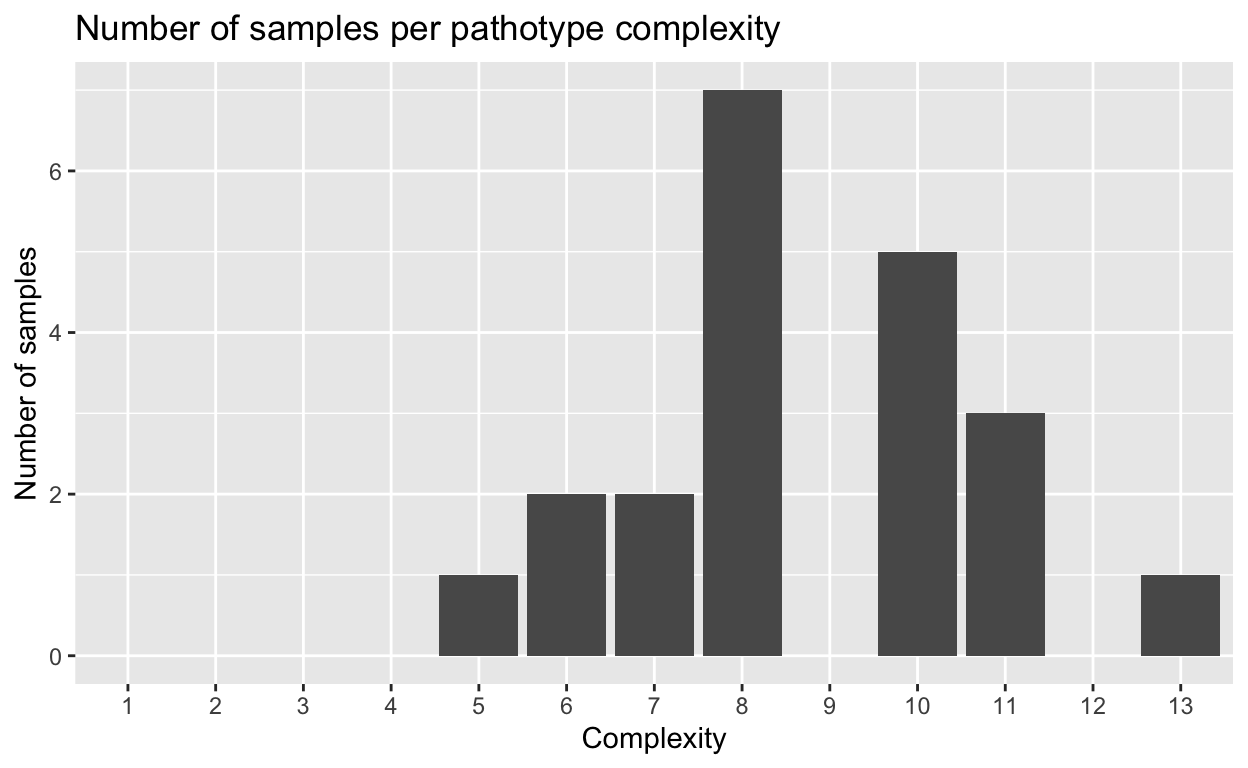 Number of samples per pathotype complexity
Number of samples
6
4
2
0
1 2 3 4 5 6 7 8 9 10 11 12 13
Complexity